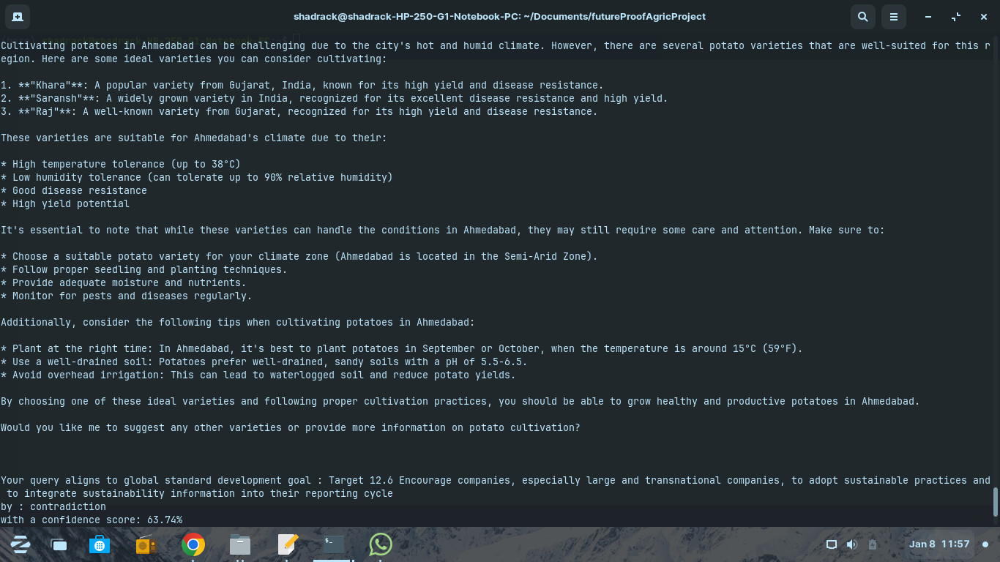 shadrack@shadrack-HP-250-G1-Notebook-PC: ~/Documents/futureProofAgricProject
Cultivating potatoes in Ahmedabad can be challenging due to the city's hot and humid climate. However, there are several potato varieties that are well-suited for this r
egion. Here are some ideal varieties you can consider cultivating:
1. **"Khara"**: A popular variety from Gujarat, India, known for its high yield and disease resistance.
2. **"Saransh"**: A widely grown variety in India, recognized for its excellent disease resistance and high yield.
3. **"Raj"**: A well-known variety from Gujarat, recognized for its high yield and disease resistance.
These varieties are suitable for Ahmedabad's climate due to their:
* High temperature tolerance (up to 38°C)
* Low humidity tolerance (can tolerate up to 90% relative humidity)
* Good disease resistance
* High yield potential
It's essential to note that while these varieties can handle the conditions in Ahmedabad, they may still require some care and attention. Make sure to:
* Choose a suitable potato variety for your climate zone (Ahmedabad is located in the Semi-Arid Zone).
* Follow proper seedling and planting techniques.
* Provide adequate moisture and nutrients.
* Monitor for pests and diseases regularly.
Additionally, consider the following tips when cultivating potatoes in Ahmedabad:
* Plant at the right time: In Ahmedabad, it's best to plant potatoes in September or October, when the temperature is around 15°C (59°F).
* Use a well-drained soil: Potatoes prefer well-drained, sandy soils with a pH of 5.5-6.5.
* Avoid overhead irrigation: This can lead to waterlogged soil and reduce potato yields.
By choosing one of these ideal varieties and following proper cultivation practices, you should be able to grow healthy and productive potatoes in Ahmedabad.
Would you like me to suggest any other varieties or provide more information on potato cultivation?
Your query aligns to global standard development goal : Target 12.6 Encourage companies, especially large and transnational companies, to adopt sustainable practices and
to integrate sustainability information into their reporting cycle
by : contradiction
with a confidence score: 63.74%
$_
Jan 8 11:57